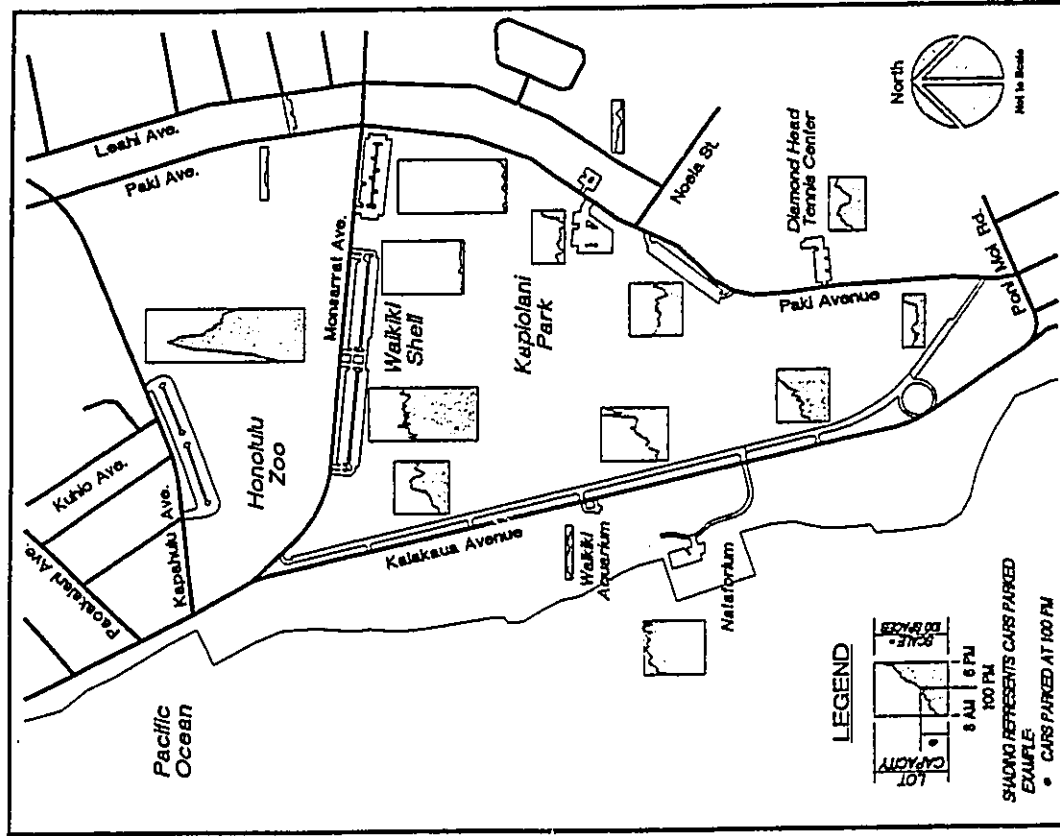 Leahi Ave.
Paki Ave.
North
Not to Scale
Kuhio Ave.
Paoakalani Ave.
Kapahulu Ave.
Honolulu
Zoo
Monsarrat Ave.
Waikiki
Shell
Kapiolani
Park
Noela St.
Diamond Head
Tennis Center
Paki Avenue
Poni Moi Rd.
Kalakaua Avenue
Waikiki
Aquarium
Natatorium
Pacific
Ocean
LEGEND
LOT
CAPACITY
SCALE
100 SPACES
8 AM
6 PM
1:00 PM
SHADING REPRESENTS CARS PARKED
EXAMPLE:
• CARS PARKED AT 1:00 PM